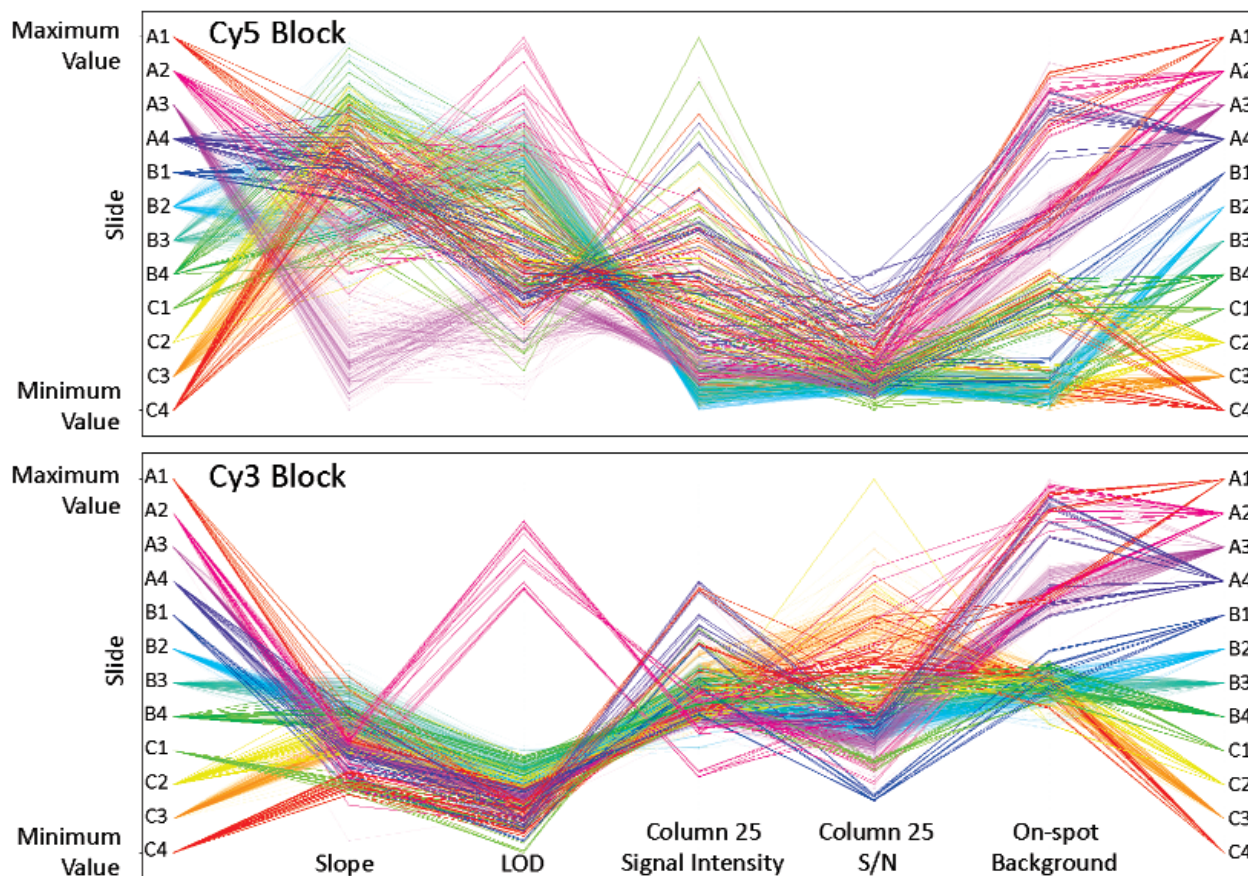 Maximum
Value
Cy5 Block
Slide
A1
A2
A3
A4
B1
B2
B3
B4
C1
C2
C3
C4
Minimum
Value
A1
A2
A3
A4
B1
B2
B3
B4
C1
C2
C3
C4
Maximum
Value
Cy3 Block
Slide
A1
A2
A3
A4
B1
B2
B3
B4
C1
C2
C3
C4
Minimum
Value
Slope
LOD
Column 25
Signal Intensity
Column 25
S/N
On-spot
Background
A1
A2
A3
A4
B1
B2
B3
B4
C1
C2
C3
C4